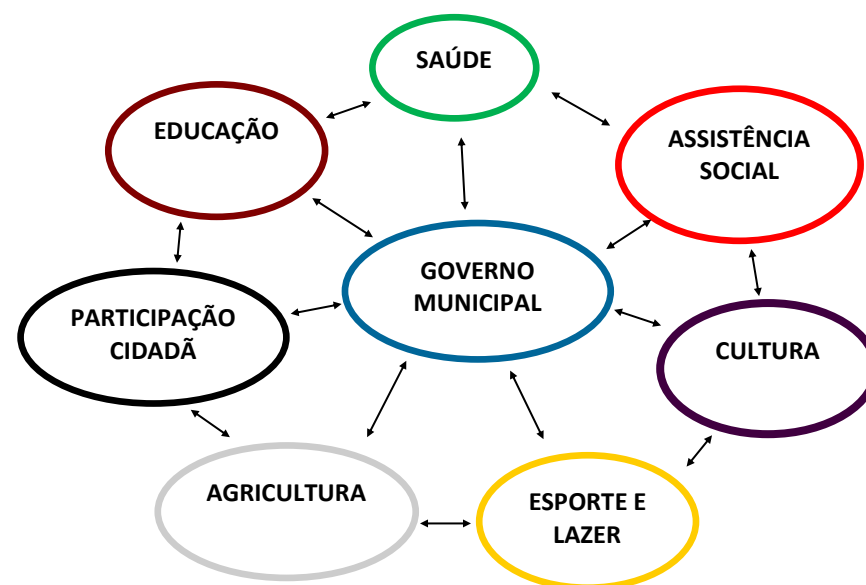 SAÚDE
EDUCAÇÃO
ASSISTÊNCIA
SOCIAL
GOVERNO
MUNICIPAL
PARTICIPAÇÃO
CIDADÃ
CULTURA
AGRICULTURA
ESPORTE E
LAZER